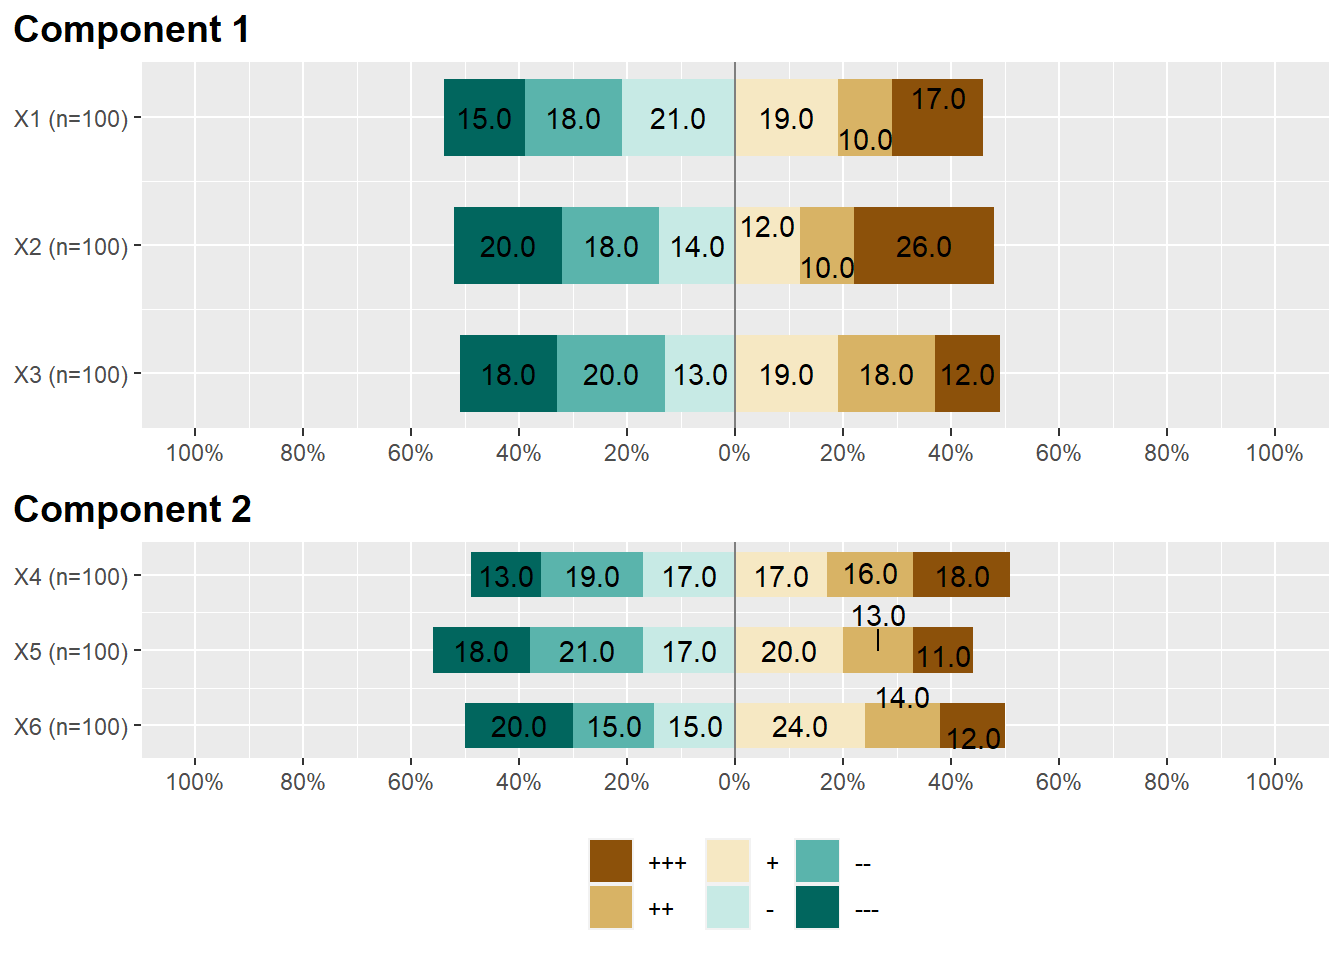 Component 1
X1 (n=100) 15.0 18.0 21.0 19.0 10.0 17.0
X2 (n=100) 20.0 18.0 14.0 12.0 10.0 26.0
X3 (n=100) 18.0 20.0 13.0 19.0 18.0 12.0
100% 80% 60% 40% 20% 0% 20% 40% 60% 80% 100%
Component 2
X4 (n=100) 13.0 19.0 17.0 17.0 16.0 18.0
X5 (n=100) 18.0 21.0 17.0 20.0 13.0 11.0
X6 (n=100) 20.0 15.0 15.0 24.0 14.0 12.0
100% 80% 60% 40% 20% 0% 20% 40% 60% 80% 100%
+++ + --
++ - ---